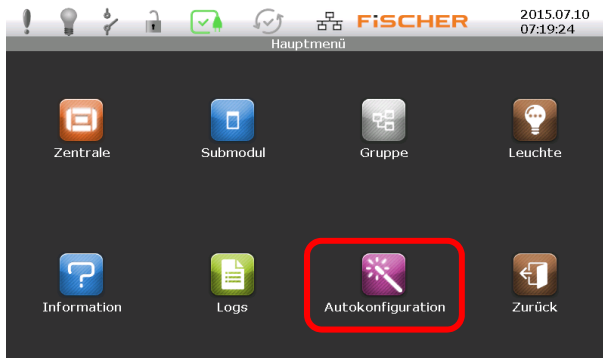 FiSCHER
2015.07.10
07:19:24
Hauptmenü
Zentrale
Submodul
Gruppe
Leuchte
Information
Logs
Autokonfiguration
Zurück